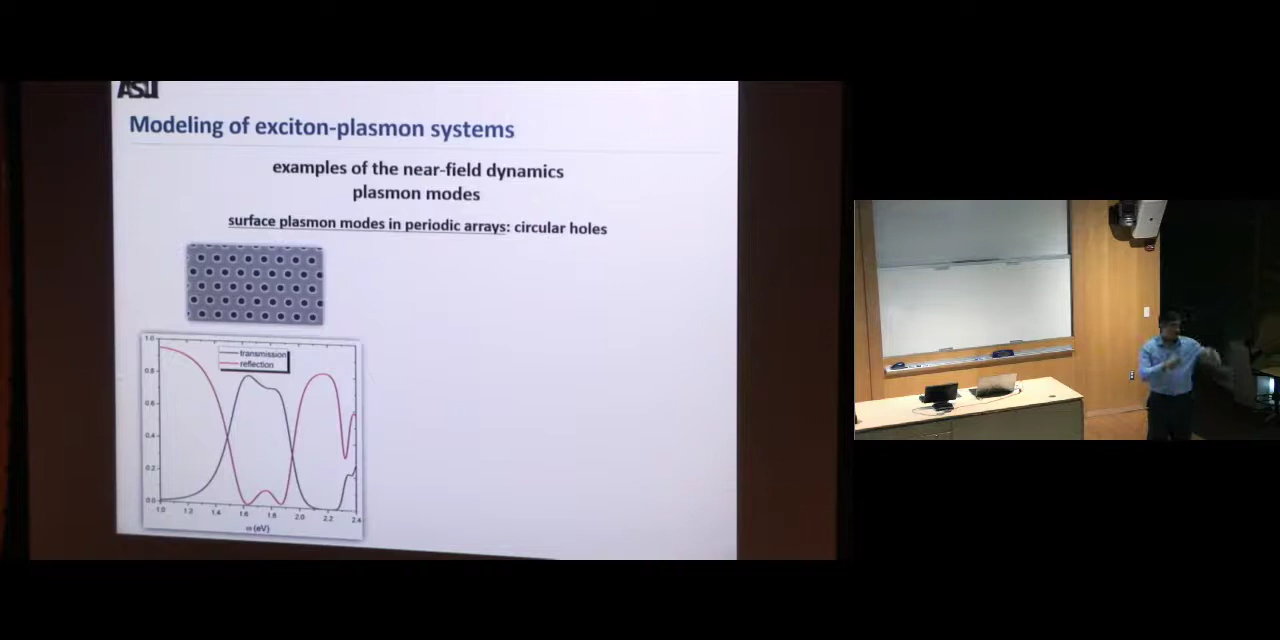 ASU
Modeling of exciton-plasmon systems
examples of the near-field dynamics
plasmon modes
surface plasmon modes in periodic arrays: circular holes
transmission
reflection
1.0
0.8
0.6
0.4
0.2
0.0
1.0 1.2 1.4 1.6 1.8 2.0 2.2 2.4
ω (eV)